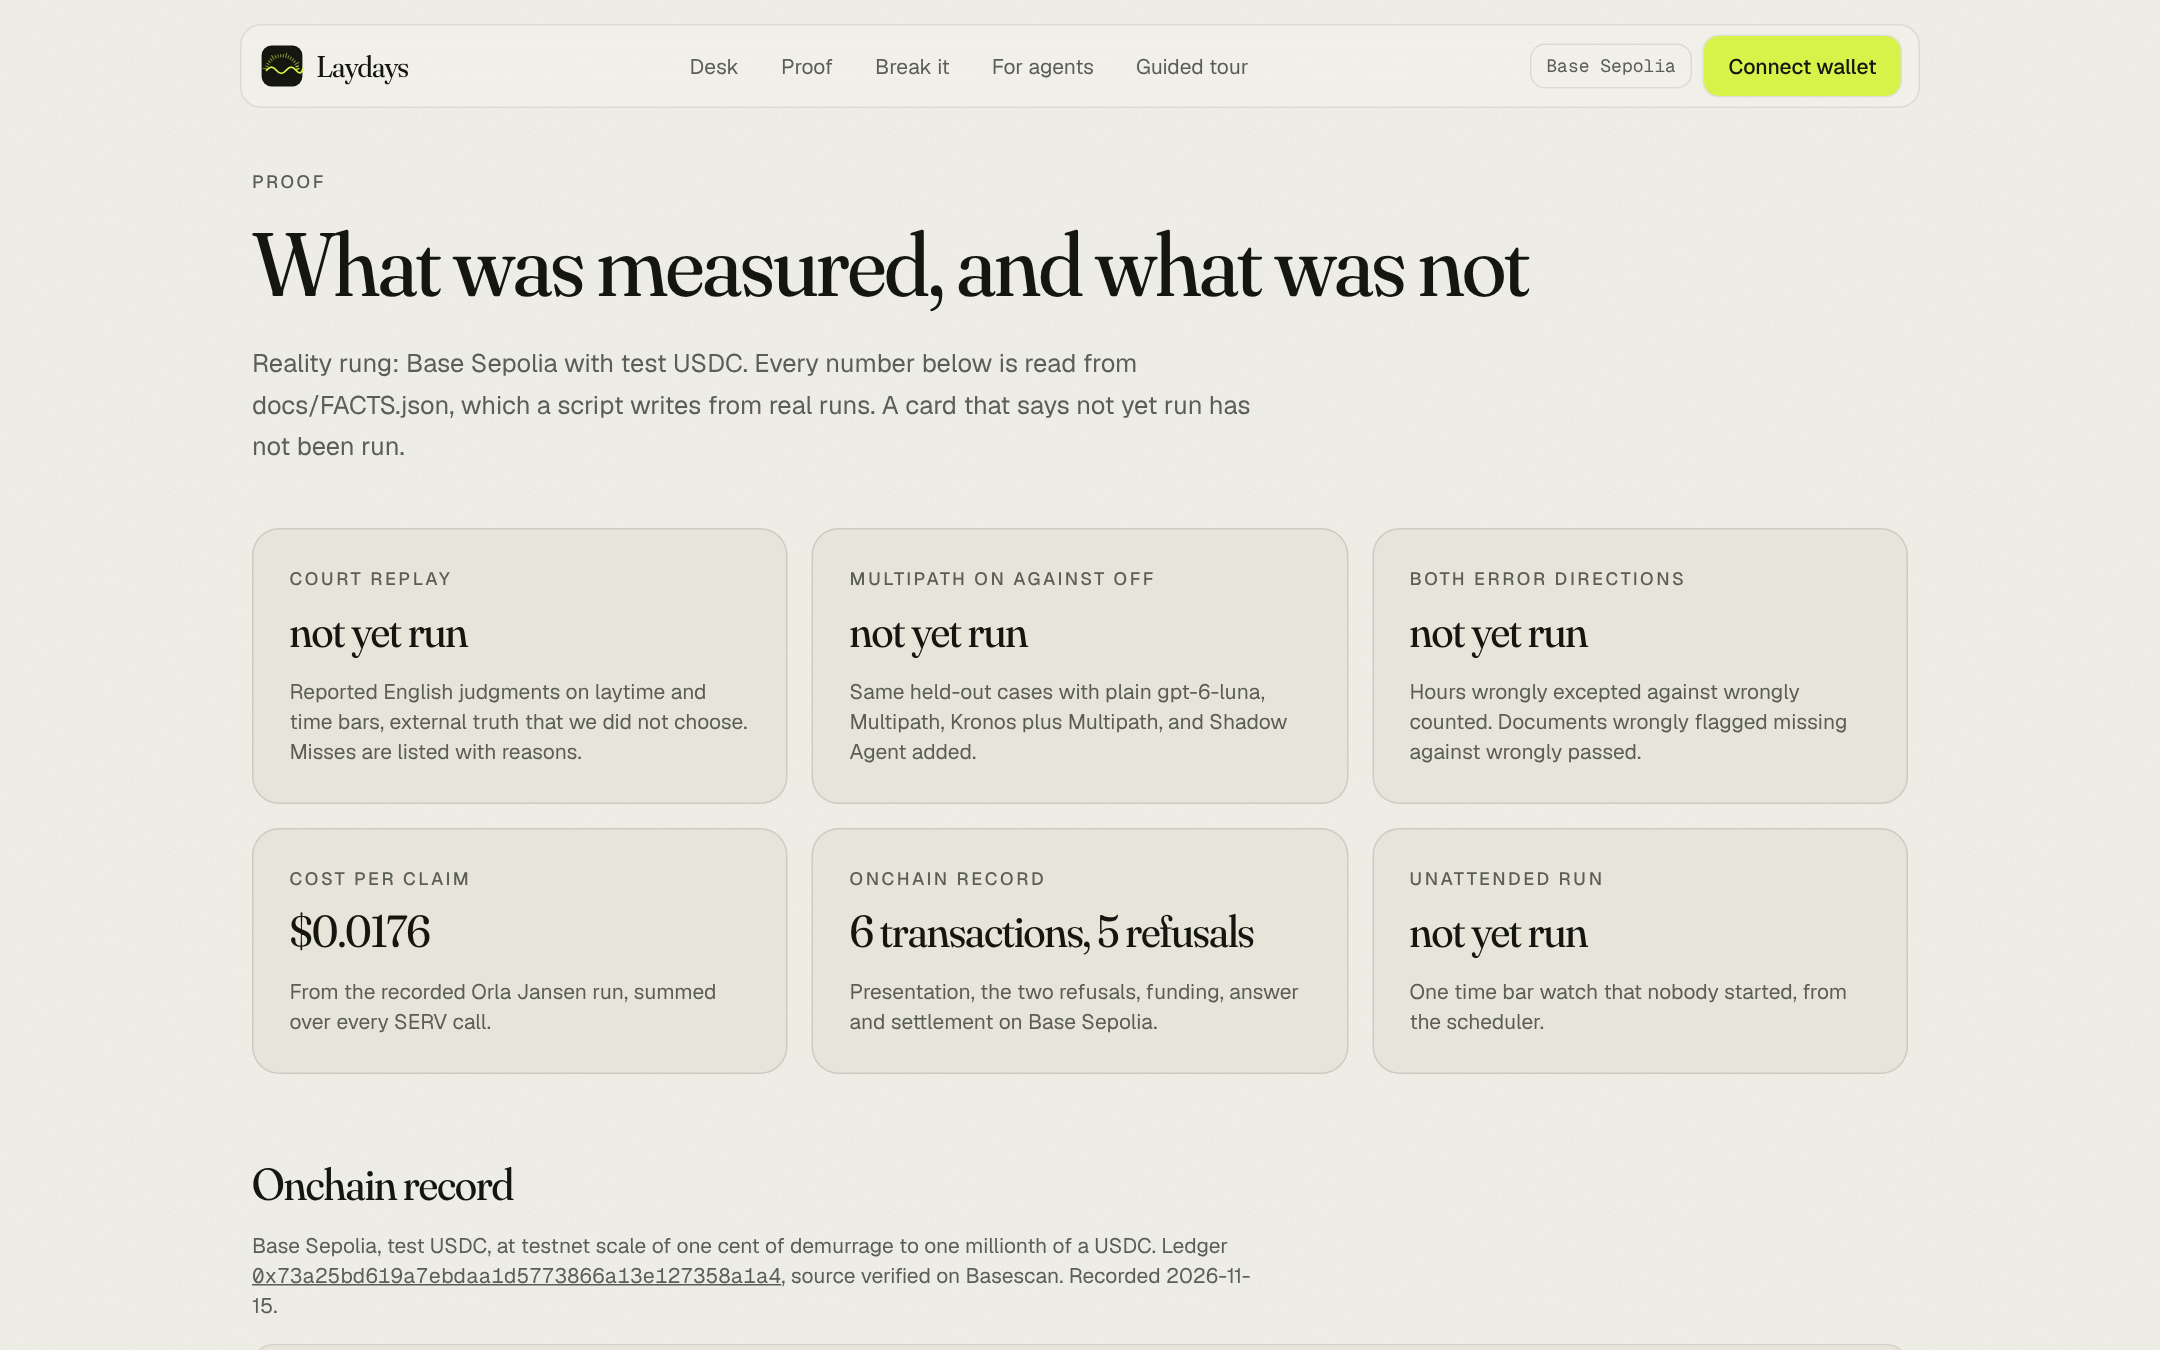 Laydays
Desk
Proof
Break it
For agents
Guided tour
Base Sepolia
Connect wallet
PROOF
What was measured, and what was not
Reality rung: Base Sepolia with test USDC. Every number below is read from
docs/FACTS.json, which a script writes from real runs. A card that says not yet run has
not been run.
COURT REPLAY
not yet run
Reported English judgments on laytime and
time bars, external truth that we did not choose.
Misses are listed with reasons.
MULTIPATH ON AGAINST OFF
not yet run
Same held-out cases with plain gpt-6-luna,
Multipath, Kronos plus Multipath, and Shadow
Agent added.
BOTH ERROR DIRECTIONS
not yet run
Hours wrongly excepted against wrongly
counted. Documents wrongly flagged missing
against wrongly passed.
COST PER CLAIM
$0.0176
From the recorded Orla Jansen run, summed
over every SERV call.
ONCHAIN RECORD
6 transactions, 5 refusals
Presentation, the two refusals, funding, answer
and settlement on Base Sepolia.
UNATTENDED RUN
not yet run
One time bar watch that nobody started, from
the scheduler.
Onchain record
Base Sepolia, test USDC, at testnet scale of one cent of demurrage to one millionth of a USDC. Ledger
0x73a25bd619a7ebdaa1d5773866a13e127358a1a4, source verified on Basescan. Recorded 2026-11-
15.